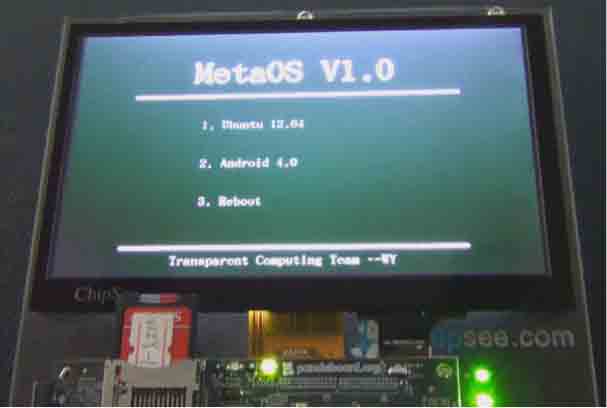 MetaOS V1.0
1. Ubuntu 12.04
2. Android 4.0
3. Reboot
Transparent Computing Team --WY
ChipS
psee.com
pandaboard.org